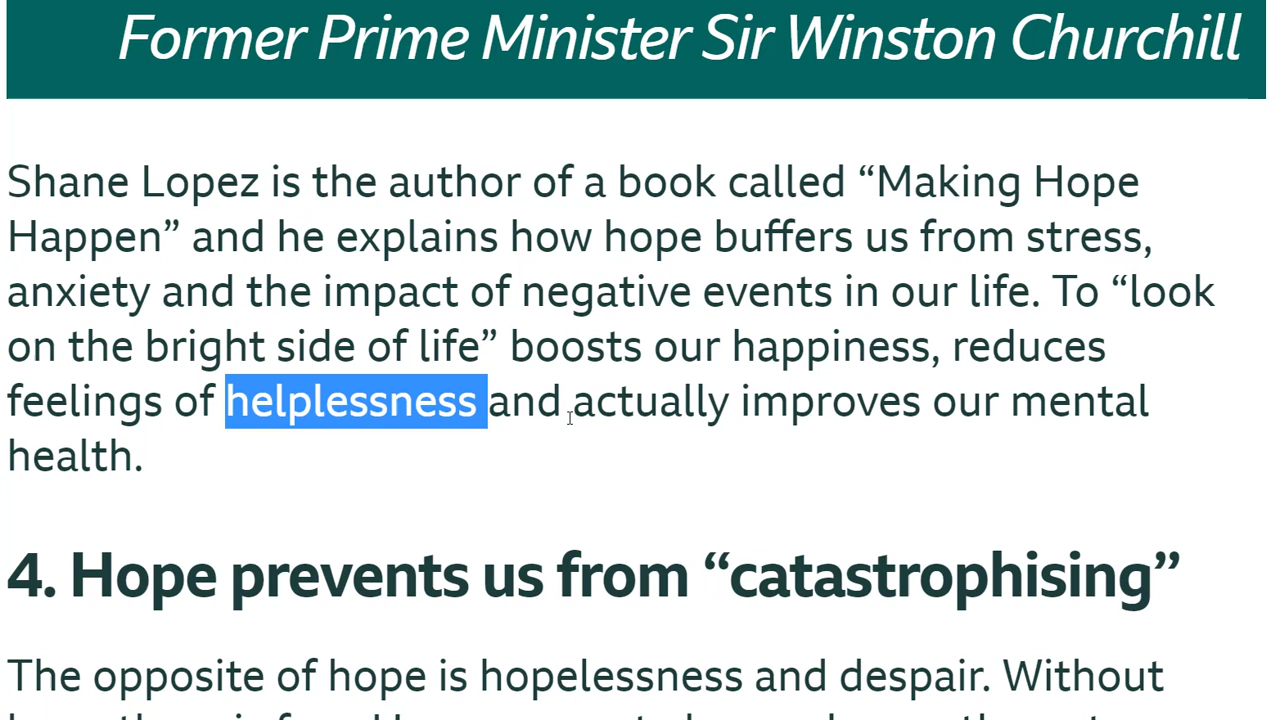 Former Prime Minister Sir Winston Churchill
Shane Lopez is the author of a book called “Making Hope
Happen” and he explains how hope buffers us from stress,
anxiety and the impact of negative events in our life. To “look
on the bright side of life” boosts our happiness, reduces
feelings of helplessness and actually improves our mental
health.
4. Hope prevents us from “catastrophising”
The opposite of hope is hopelessness and despair. Without